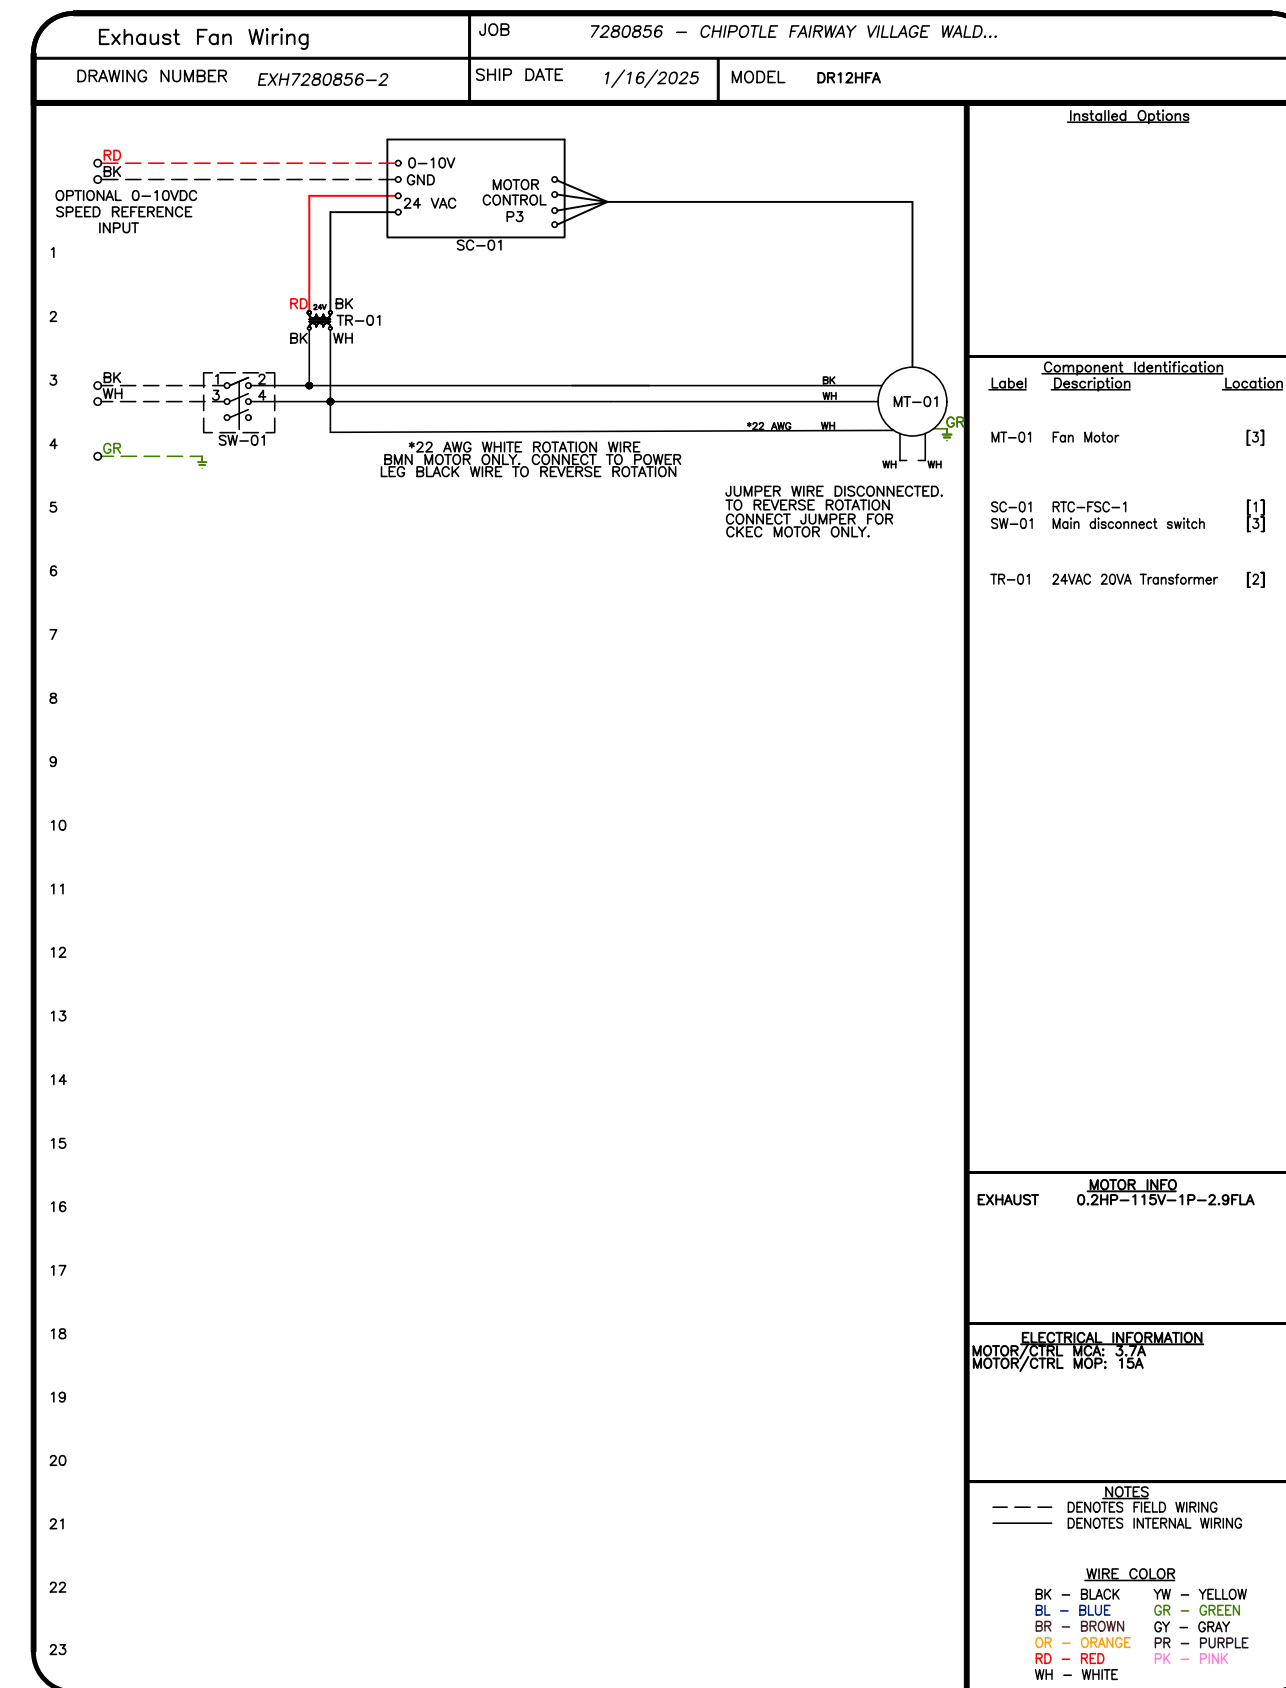 Exhaust Fan Wiring
JOB 7280856 – CHIPOTLE FAIRWAY VILLAGE WALD...
DRAWING NUMBER EXH7280856–2
SHIP DATE 1/16/2025
MODEL DR12HFA
RD
BK
OPTIONAL 0–10VDC
SPEED REFERENCE
INPUT
0–10V
GND
24 VAC
MOTOR
CONTROL
P3
SC–01
RD 24V BK
TR–01
BK WH
BK
WH
1 2
3 4
SW–01
GR
BK
WH
*22 AWG WH
MT–01
GR
WH WH
*22 AWG WHITE ROTATION WIRE
BMN MOTOR ONLY. CONNECT TO POWER
LEG BLACK WIRE TO REVERSE ROTATION
JUMPER WIRE DISCONNECTED.
TO REVERSE ROTATION
CONNECT JUMPER FOR
CKEC MOTOR ONLY.
1
2
3
4
5
6
7
8
9
10
11
12
13
14
15
16
17
18
19
20
21
22
23
Installed Options
Component Identification
Label Description Location
MT–01 Fan Motor [3]
SC–01 RTC–FSC–1 [1]
SW–01 Main disconnect switch [3]
TR–01 24VAC 20VA Transformer [2]
MOTOR INFO
EXHAUST 0.2HP–115V–1P–2.9FLA
ELECTRICAL INFORMATION
MOTOR/CTRL MCA: 3.7A
MOTOR/CTRL MOP: 15A
NOTES
DENOTES FIELD WIRING
DENOTES INTERNAL WIRING
WIRE COLOR
BK – BLACK YW – YELLOW
BL – BLUE GR – GREEN
BR – BROWN GY – GRAY
OR – ORANGE PR – PURPLE
RD – RED PK – PINK
WH – WHITE